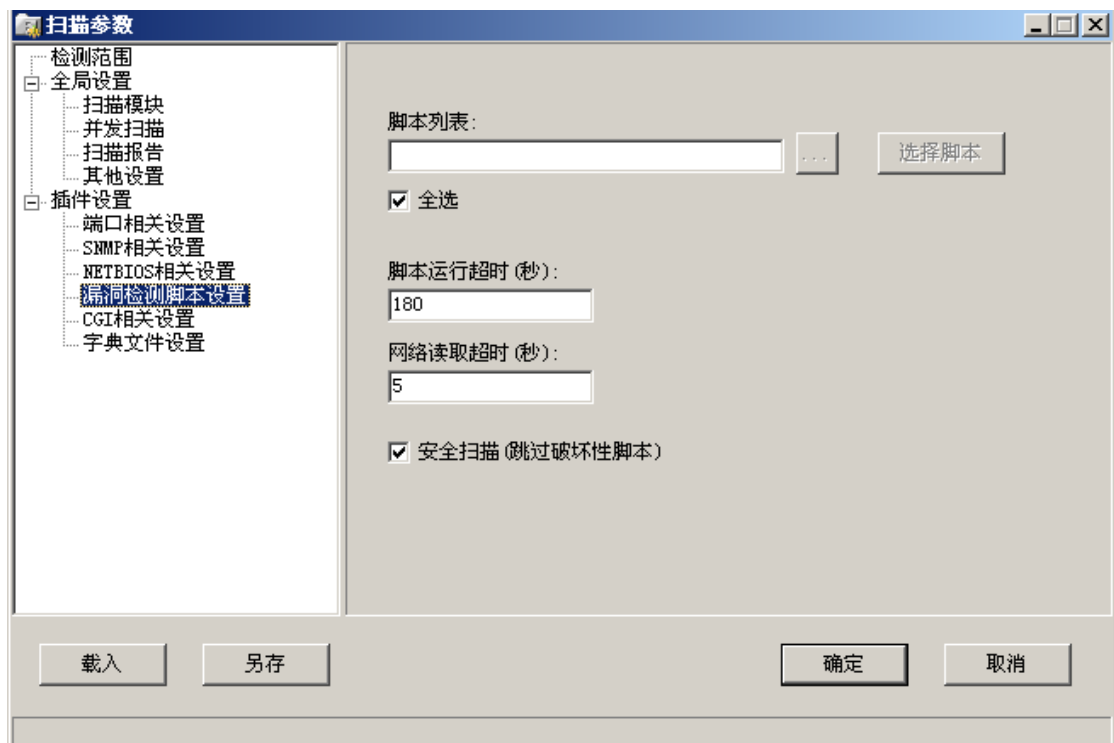 扫描参数
检测范围
全局设置
扫描模块
并发扫描
扫描报告
其他设置
插件设置
端口相关设置
SNMP相关设置
NETBIOS相关设置
漏洞检测脚本设置
CGI相关设置
字典文件设置
脚本列表:
...
选择脚本
全选
脚本运行超时(秒):
180
网络读取超时(秒):
5
安全扫描(跳过破坏性脚本)
载入
另存
确定
取消